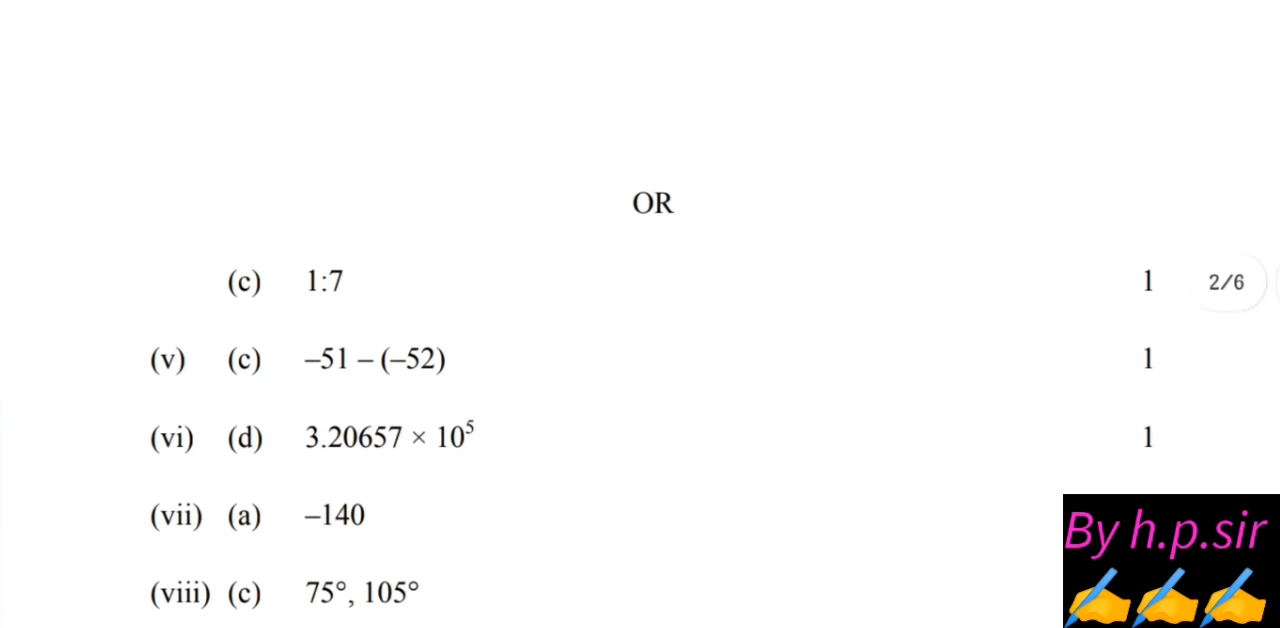 OR
(c) 1:7 1 2/6
(v) (c) –51 – (–52) 1
(vi) (d) 3.20657 × 10⁵ 1
(vii) (a) –140
By h.p.sir
(viii) (c) 75°, 105°